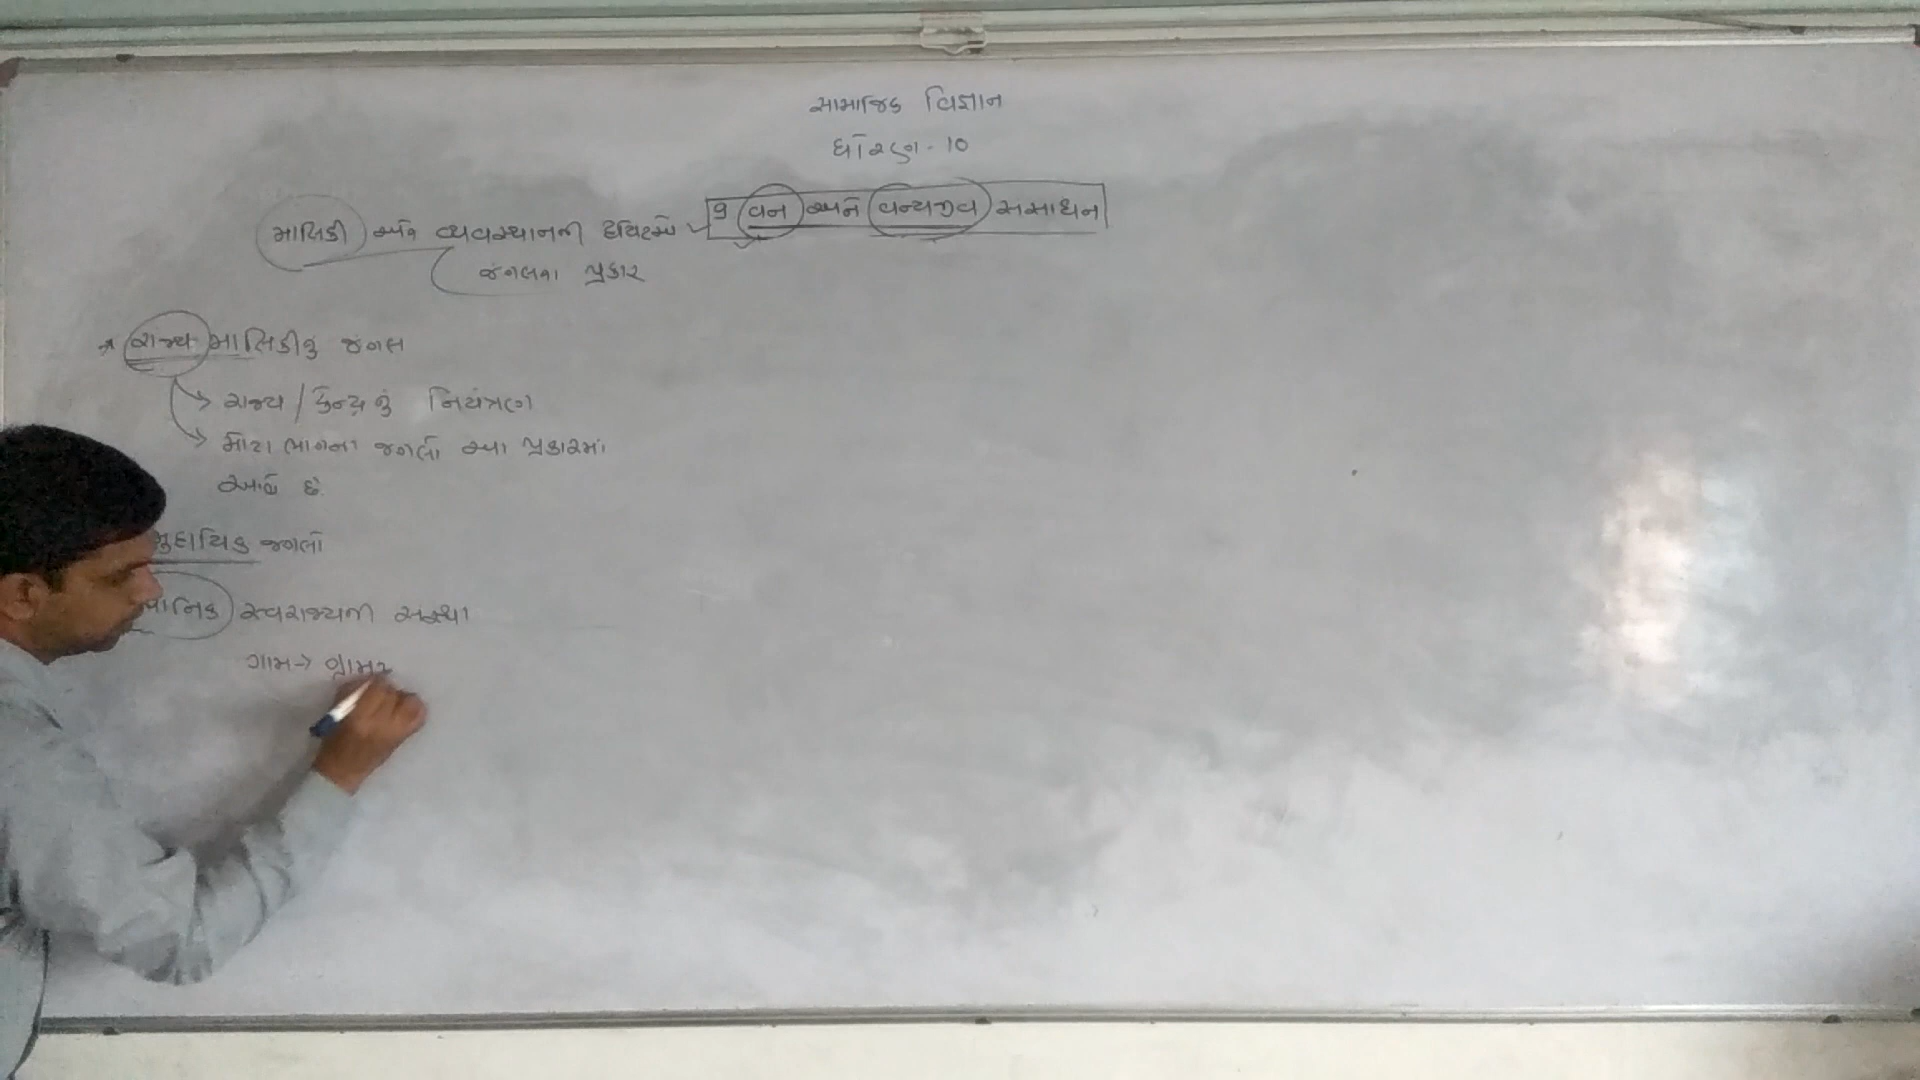 સામાજિક વિજ્ઞાન
ધોરણ - 10
9 વન અને વન્યજીવ સંસાધન
માલિકી અને વ્યવસ્થાનની દૃષ્ટિએ
જંગલના પ્રકાર
* રાજ્ય માલિકીનું જંગલ
→ રાજ્ય / કેન્દ્રનું નિયંત્રણ
→ મોટા ભાગના જંગલો આ પ્રકારમાં
આવે છે.
મુદાયિક જંગલો
સ્વરાજ્યની સંસ્થા
ગામ →